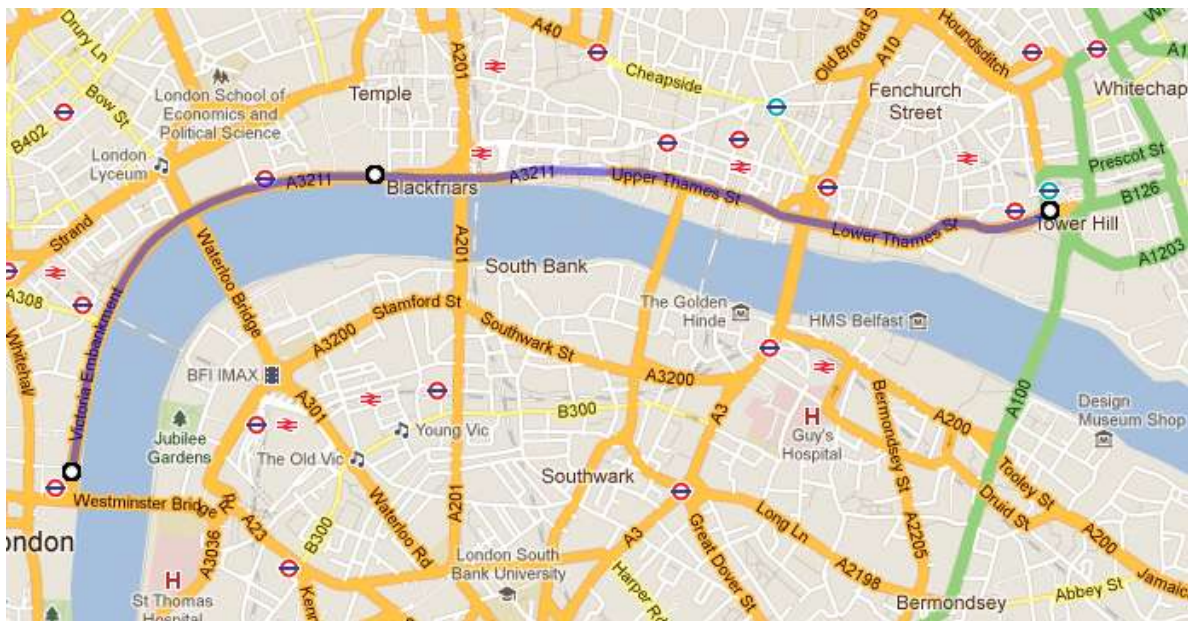 Drury Ln
A40
A201
Old Broad S
A10
Houndsditch
W
A1
Bow St
London School of
Economics and
Political Science
Temple
Cheapside
Fenchurch
Street
Whitechap
B402
London
Lyceum
A3211
Blackfriars
A3211
Upper Thames St
Prescot St
B126
Strand
Waterloo Bridge
A201
Lower Thames St
Tower Hill
A1203
A308
South Bank
Whitehall
Victoria Embankment
A3200
Stamford St
Southwark St
The Golden
Hinde
HMS Belfast
BFI IMAX
A3200
A100
A301
B300
A3
Bermondsey St
A200
Design
Museum Shop
Jubilee
Gardens
Young Vic
H
Guy's
Hospital
The Old Vic
Southwark
Westminster Bridge Rd
A23
B300
Waterloo Rd
A201
Long Ln
Druid St
Tooley St
ondon
A3036
A3
Great Dover St
A2205
A200
H
St Thomas
Hospital
Kenn
London South
Bank University
Harper Rd
A2198
Bermondsey
Abbey St
Jamaic